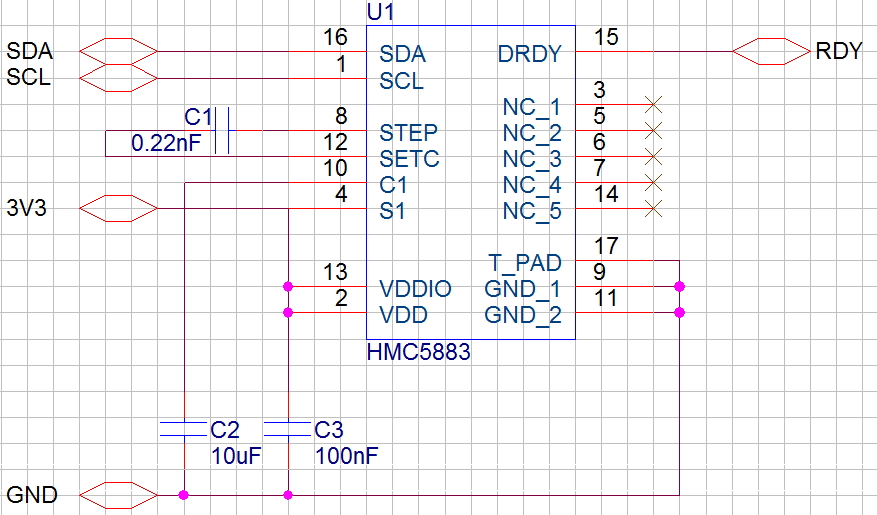 U1
SDA
16
SDA
DRDY
15
RDY
SCL
1
SCL
3
NC_1
C1
0.22nF
8
STEP
5
NC_2
12
SETC
6
NC_3
10
C1
7
NC_4
3V3
4
S1
14
NC_5
17
T_PAD
13
VDDIO
GND_1
9
2
VDD
GND_2
11
HMC5883
C2
10uF
C3
100nF
GND